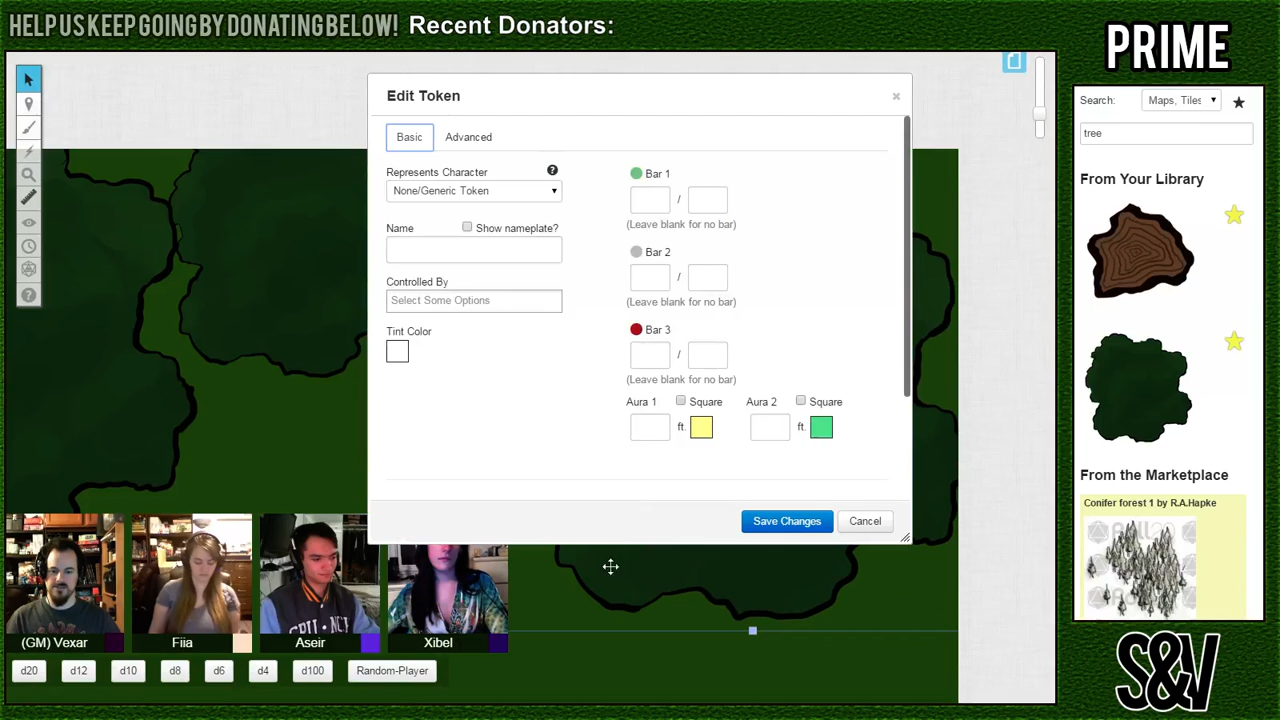 HELP US KEEP GOING BY DONATING BELOW! Recent Donators:
PRIME
Edit Token
×
Basic Advanced
Represents Character ?
None/Generic Token
Name Show nameplate?
Controlled By
Select Some Options
Tint Color
Bar 1
/
(Leave blank for no bar)
Bar 2
/
(Leave blank for no bar)
Bar 3
/
(Leave blank for no bar)
Aura 1 Square Aura 2 Square
ft. ft.
Save Changes Cancel
Search: Maps, Tiles
tree
From Your Library
From the Marketplace
Conifer forest 1 by R.A.Hapke
(GM) Vexar Fiia Aseir Xibel
d20 d12 d10 d8 d6 d4 d100 Random-Player
S&V